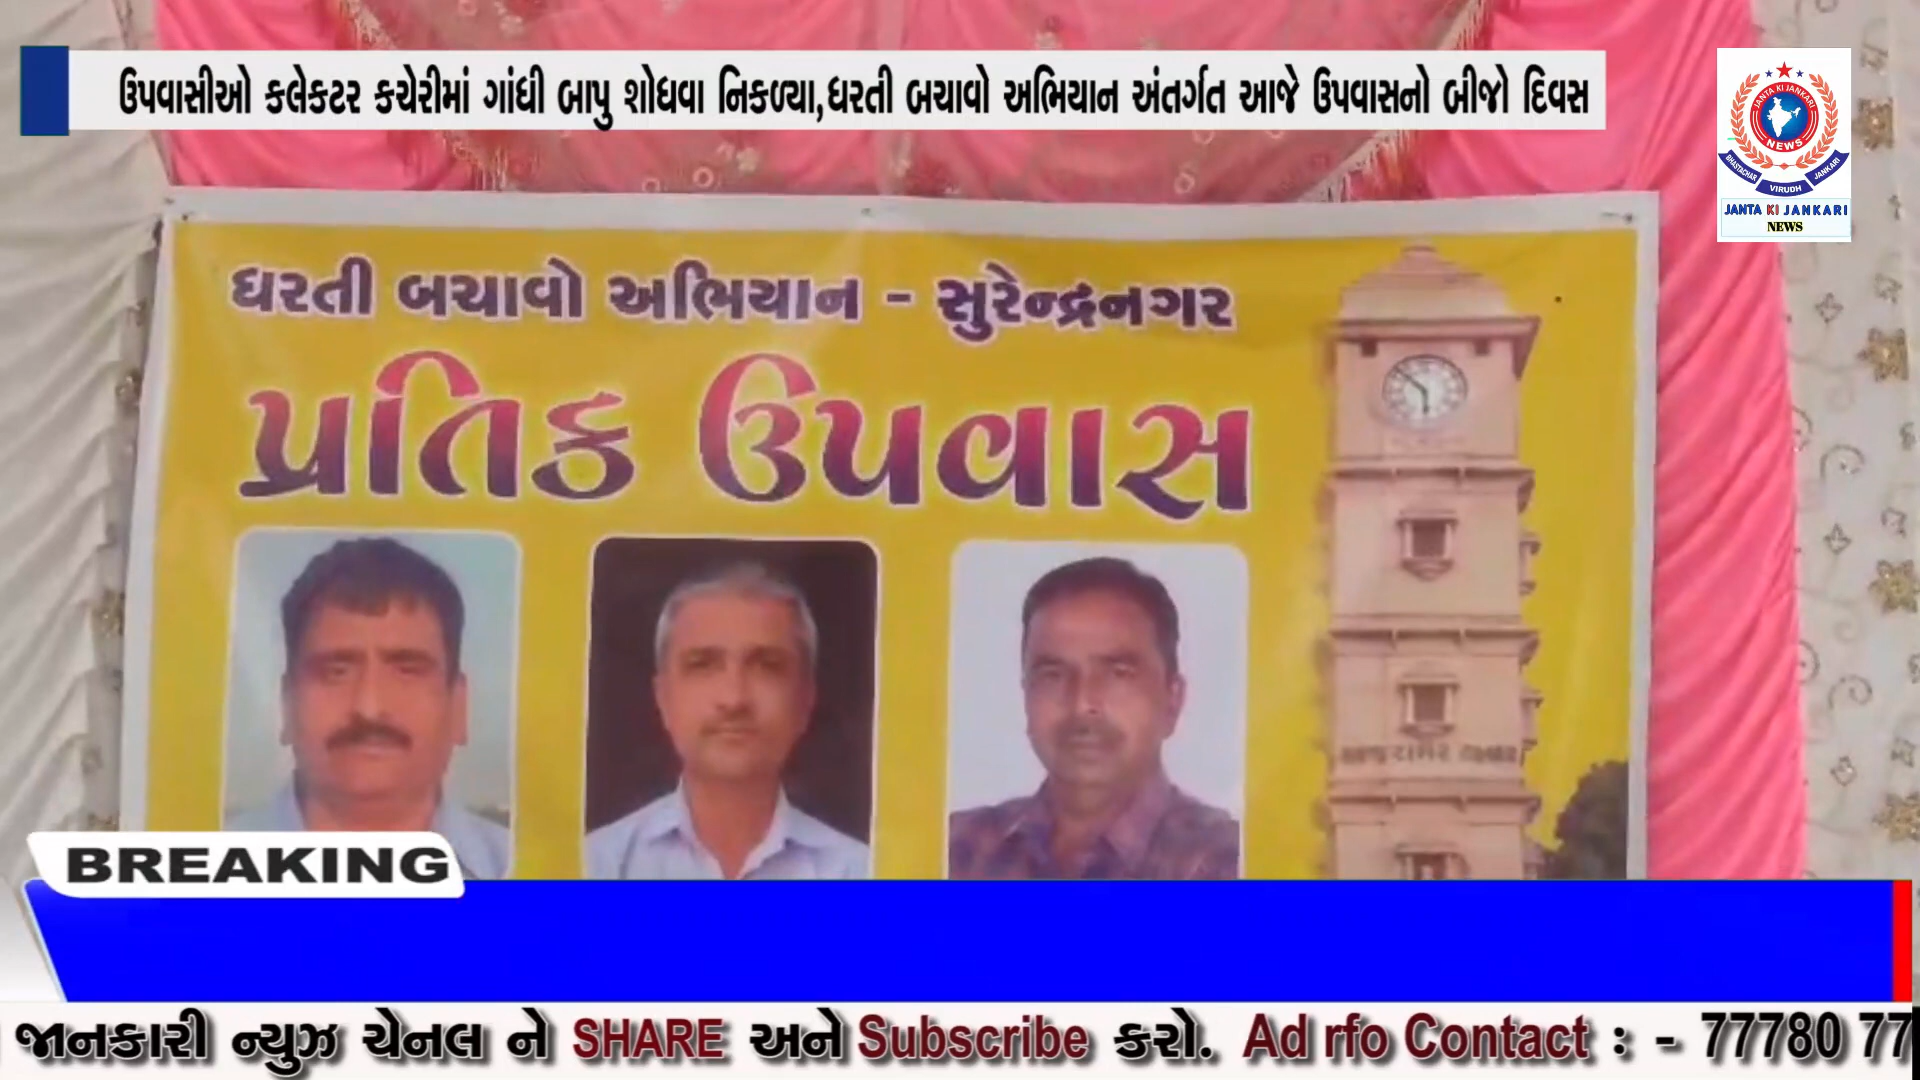 ઉપવાસીઓ કલેકટર કચેરીમાં ગાંધી બાપુ શોધવા નિકળ્યા,ધરતી બચાવો અભિયાન અંતર્ગત આજે ઉપવાસનો બીજો દિવસ
JANTA KI JANKARI
NEWS
BHASTACHAR VIRUDH JANKARI
JANTA KI JANKARI
NEWS
ધરતી બચાવો અભિયાન - સુરેન્દ્રનગર
પ્રતિક ઉપવાસ
BREAKING
જાનકારી ન્યુઝ ચેનલ ને SHARE અને Subscribe કરો. Ad rfo Contact : - 77780 77